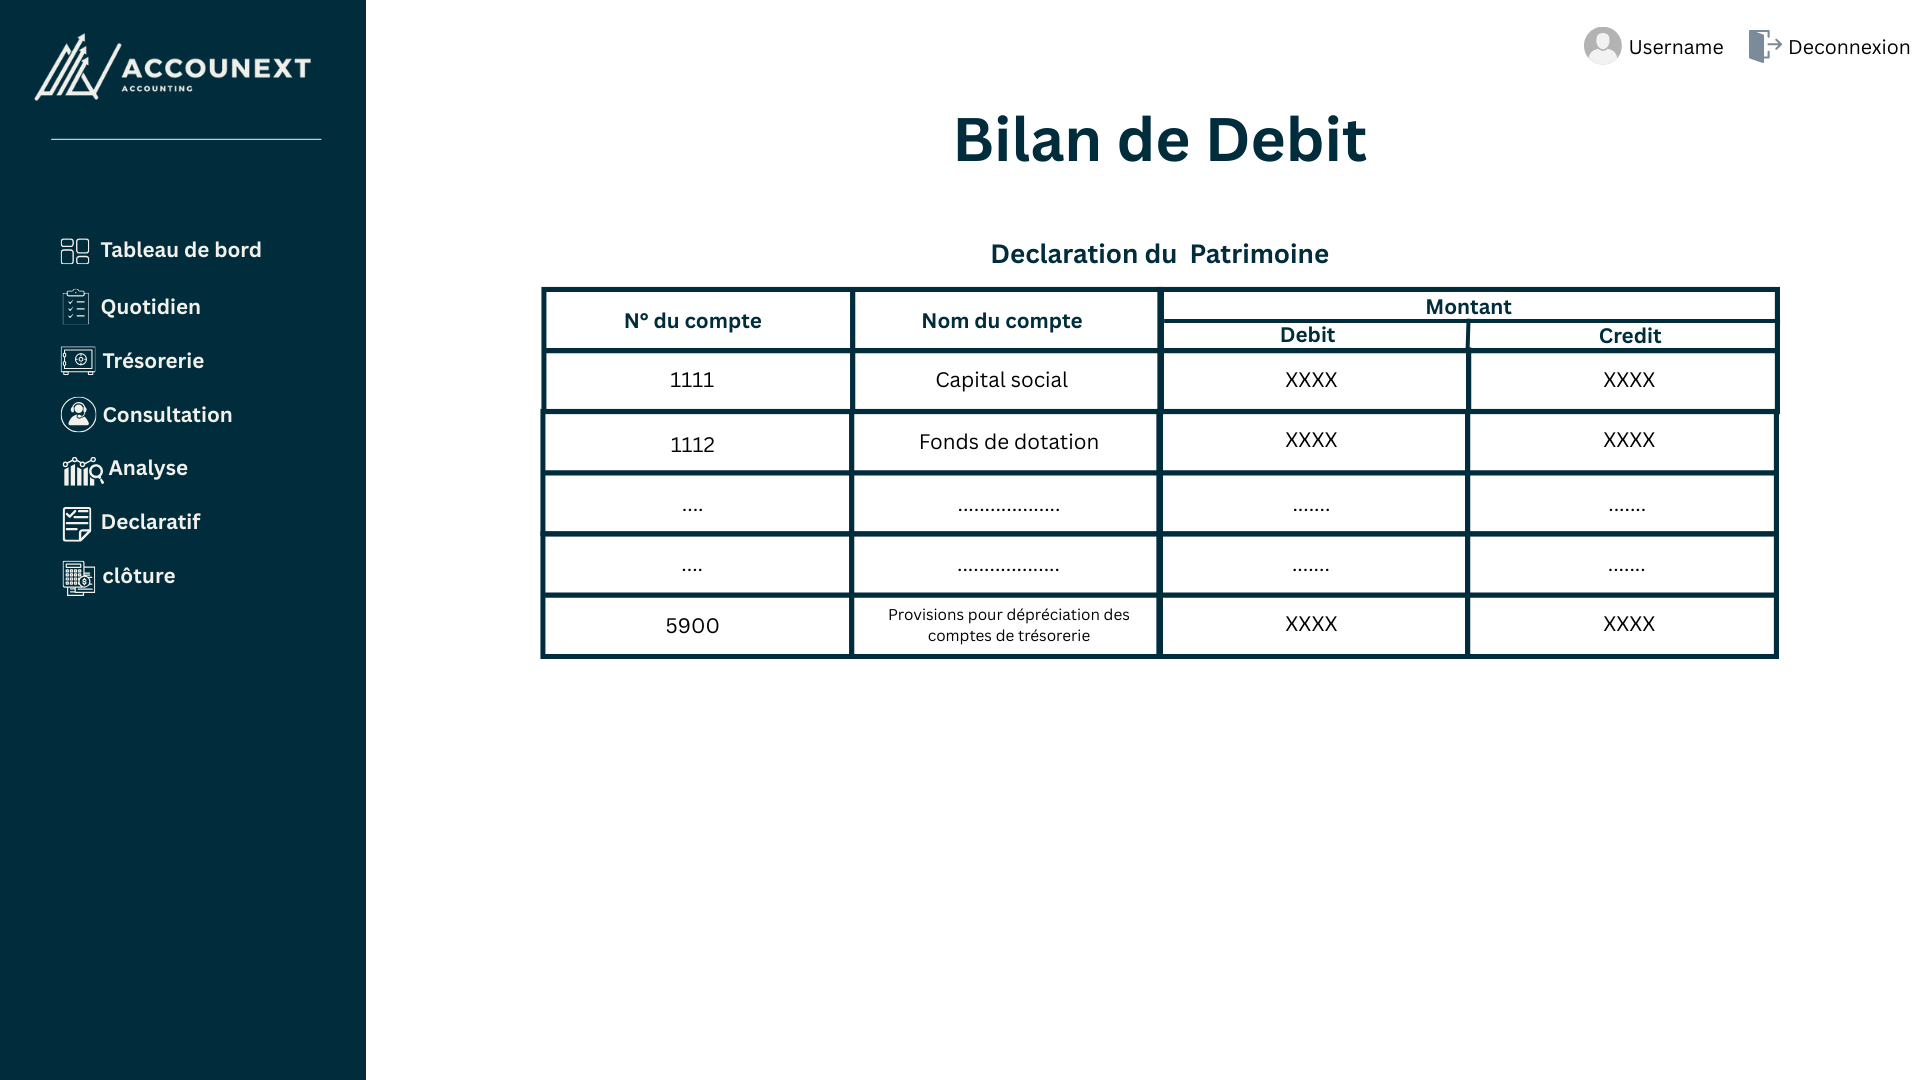 ACCOUNEXT
ACCOUNTING
Username
Deconnexion
Bilan de Debit
Tableau de bord
Quotidien
Trésorerie
Consultation
Analyse
Declaratif
clôture
Declaration du Patrimoine
N° du compte
Nom du compte
Montant
Debit
Credit
1111
Capital social
XXXX
XXXX
1112
Fonds de dotation
XXXX
XXXX
....
...................
.......
.......
....
...................
.......
.......
5900
Provisions pour dépréciation des
comptes de trésorerie
XXXX
XXXX